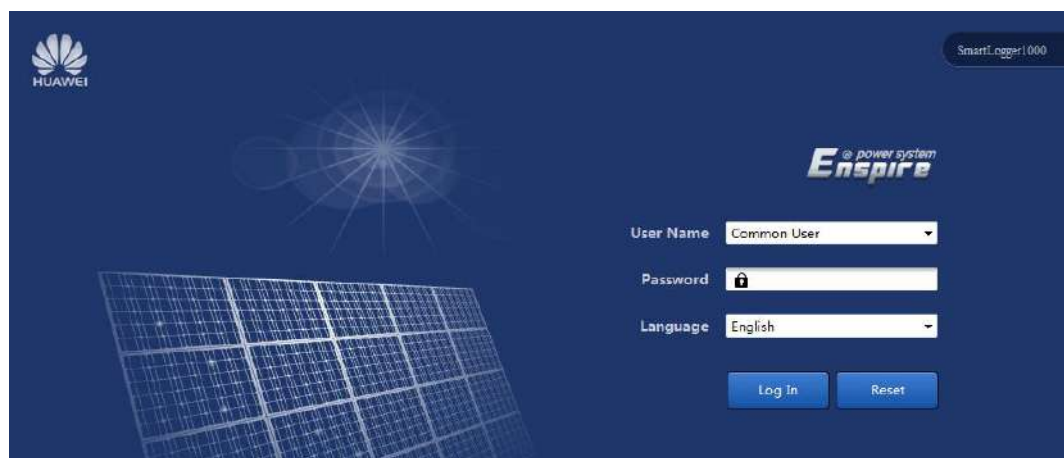 HUAWEI
SmartLogger1000
Enspire @ power system
User Name Common User
Password
Language English
Log In Reset